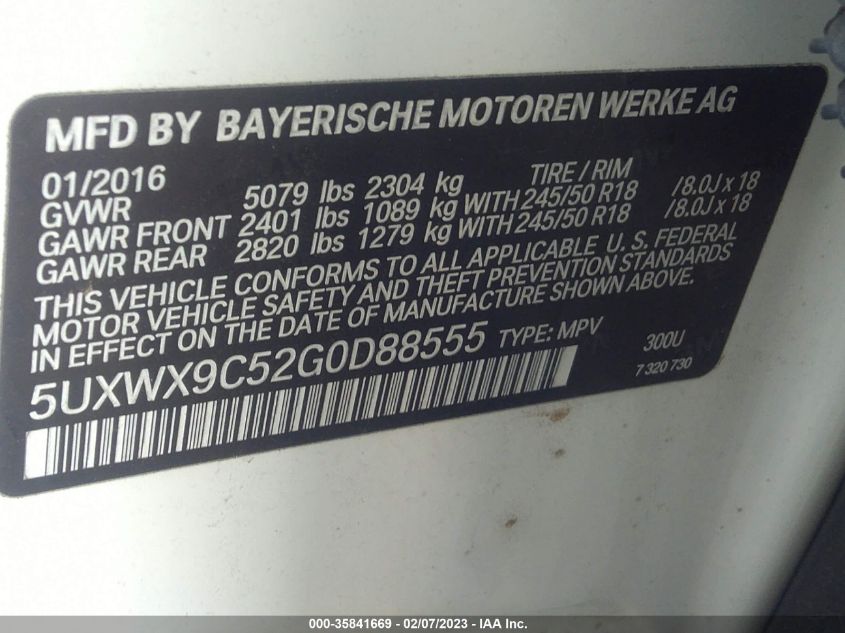 MFD BY BAYERISCHE MOTOREN WERKE AG
01/2016 TIRE / RIM
GVWR 5079 lbs 2304 kg
GAWR FRONT 2401 lbs 1089 kg WITH 245/50 R18 /8.0J x 18
GAWR REAR 2820 lbs 1279 kg WITH 245/50 R18 /8.0J x 18
THIS VEHICLE CONFORMS TO ALL APPLICABLE U. S. FEDERAL
MOTOR VEHICLE SAFETY AND THEFT PREVENTION STANDARDS
IN EFFECT ON THE DATE OF MANUFACTURE SHOWN ABOVE.
5UXWX9C52G0D88555 TYPE: MPV 300U
7 320 730
000-35841669 - 02/07/2023 - IAA Inc.